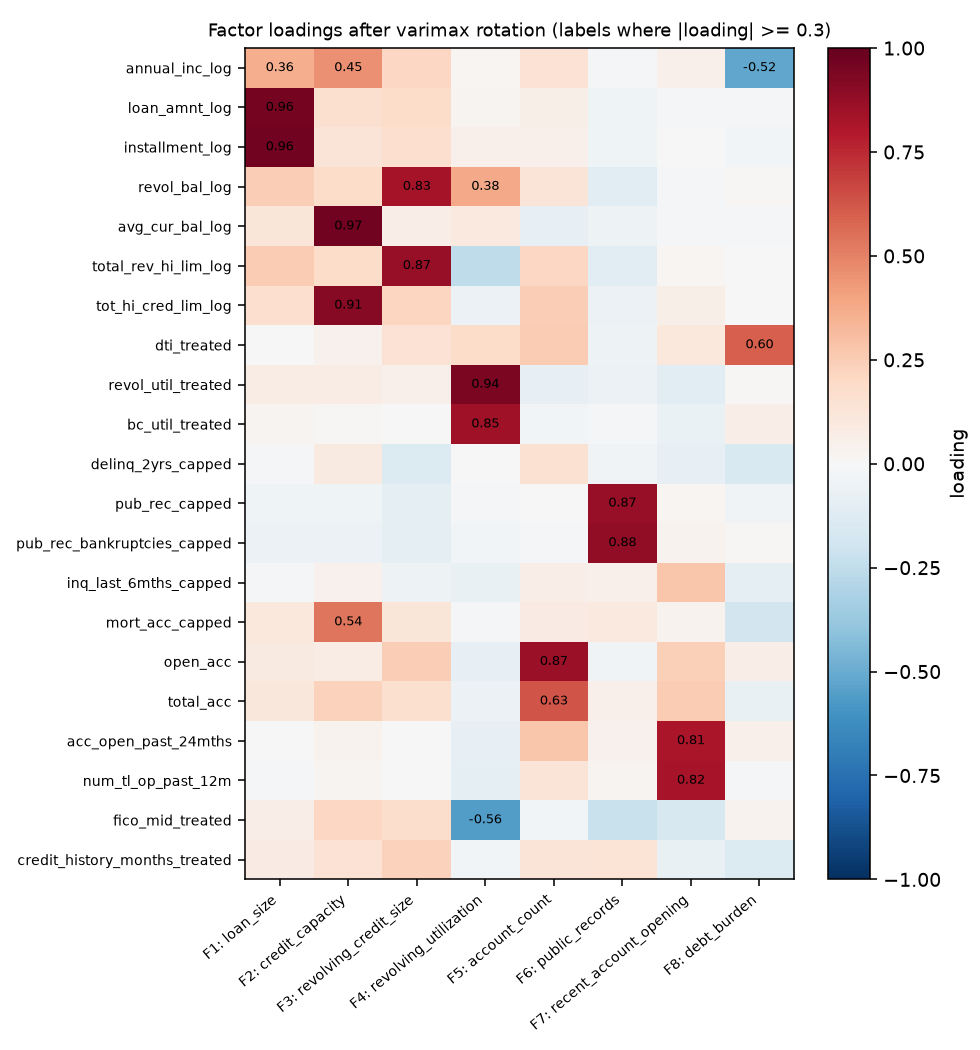 Factor loadings after varimax rotation (labels where |loading| >= 0.3)
annual_inc_log 0.36 0.45 -0.52
loan_amnt_log 0.96
installment_log 0.96
revol_bal_log 0.83 0.38
avg_cur_bal_log 0.97
total_rev_hi_lim_log 0.87
tot_hi_cred_lim_log 0.91
dti_treated 0.60
revol_util_treated 0.94
bc_util_treated 0.85
delinq_2yrs_capped
pub_rec_capped 0.87
pub_rec_bankruptcies_capped 0.88
inq_last_6mths_capped
mort_acc_capped 0.54
open_acc 0.87
total_acc 0.63
acc_open_past_24mths 0.81
num_tl_op_past_12m 0.82
fico_mid_treated -0.56
credit_history_months_treated
F1: loan_size
F2: credit_capacity
F3: revolving_credit_size
F4: revolving_utilization
F5: account_count
F6: public_records
F7: recent_account_opening
F8: debt_burden
1.00
0.75
0.50
0.25
0.00
−0.25
−0.50
−0.75
−1.00
loading